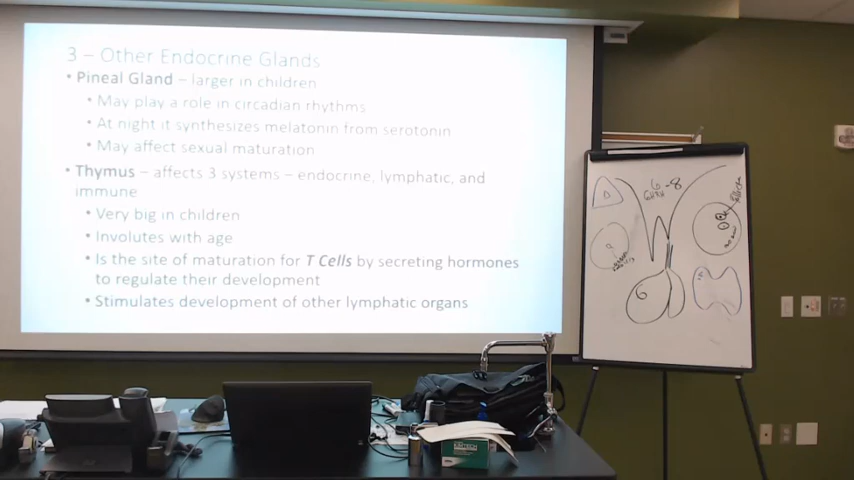 3 – Other Endocrine Glands
• Pineal Gland – larger in children
• May play a role in circadian rhythms
• At night it synthesizes melatonin from serotonin
• May affect sexual maturation
• Thymus – affects 3 systems – endocrine, lymphatic, and
immune
• Very big in children
• Involutes with age
• Is the site of maturation for T Cells by secreting hormones
to regulate their development
• Stimulates development of other lymphatic organs
6-8